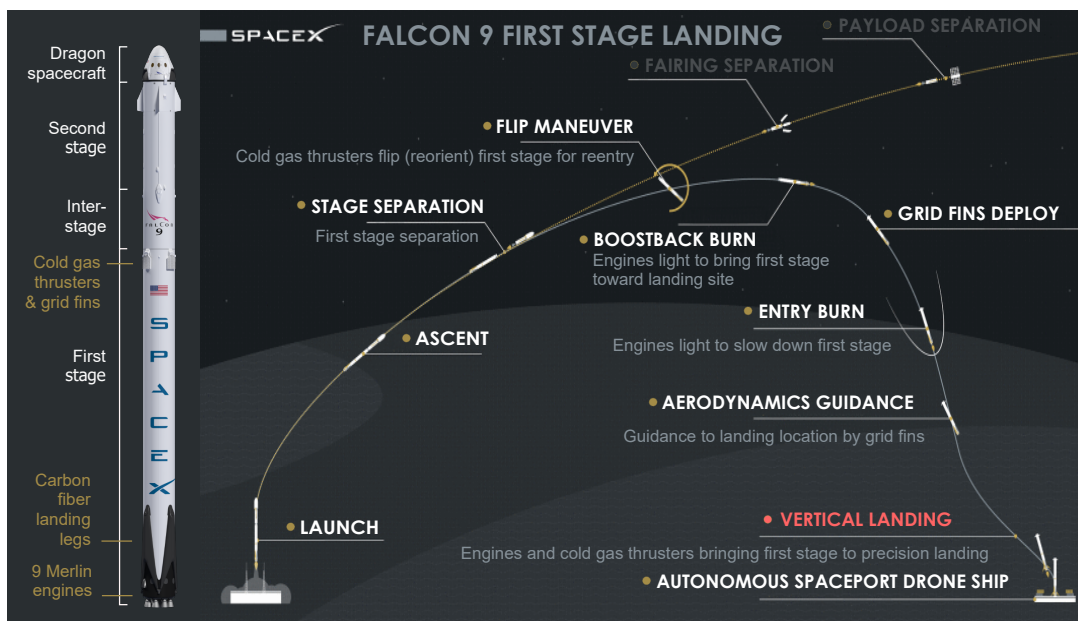 Dragon
spacecraft
Second
stage
Inter-
stage
Cold gas
thrusters
& grid fins
First
stage
Carbon
fiber
landing
legs
9 Merlin
engines
FALCON
9
S
P
A
C
E
X
SPACEX
FALCON 9 FIRST STAGE LANDING
PAYLOAD SEPARATION
FAIRING SEPARATION
FLIP MANEUVER
Cold gas thrusters flip (reorient) first stage for reentry
STAGE SEPARATION
First stage separation
BOOSTBACK BURN
Engines light to bring first stage
toward landing site
GRID FINS DEPLOY
ASCENT
ENTRY BURN
Engines light to slow down first stage
AERODYNAMICS GUIDANCE
Guidance to landing location by grid fins
LAUNCH
VERTICAL LANDING
Engines and cold gas thrusters bringing first stage to precision landing
AUTONOMOUS SPACEPORT DRONE SHIP